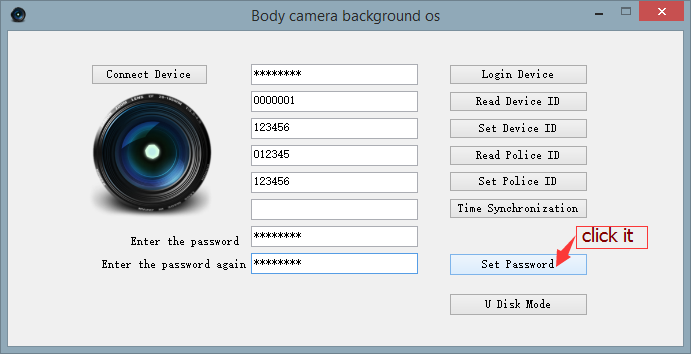 Body camera background os
Connect Device ******** Login Device
0000001 Read Device ID
123456 Set Device ID
012345 Read Police ID
123456 Set Police ID
Time Synchronization
click it
Enter the password ********
Enter the password again ******** Set Password
U Disk Mode